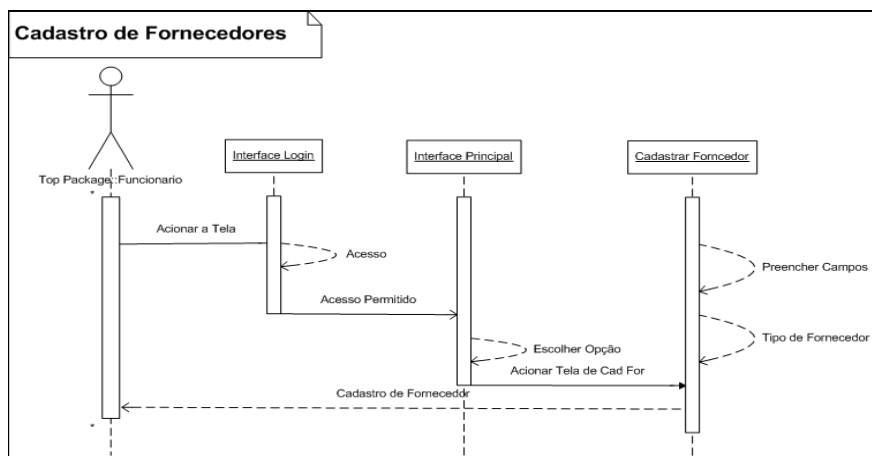 Cadastro de Fornecedores
Interface Login
Interface Principal
Cadastrar Forncedor
Top Package::Funcionario
*
Acionar a Tela
Acesso
Preencher Campos
Acesso Permitido
Tipo de Fornecedor
Escolher Opção
Acionar Tela de Cad For
Cadastro de Fornecedor
*